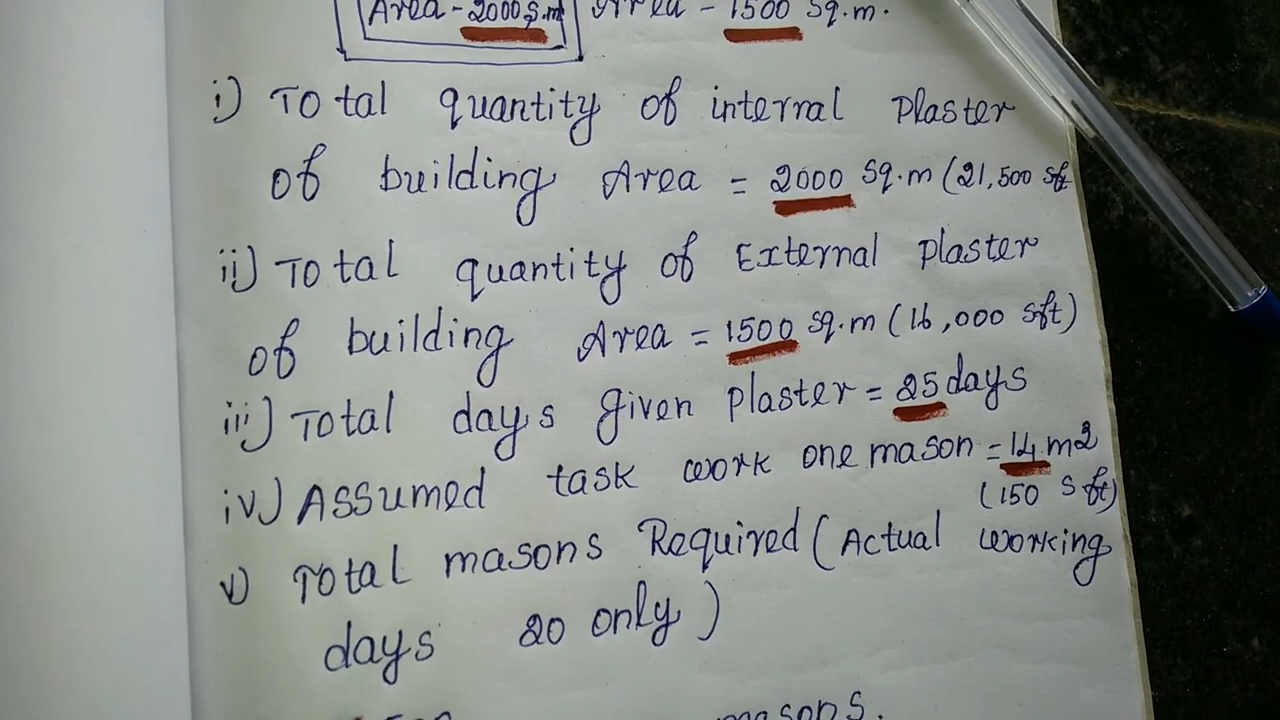 Area - 2000 s.m Area - 1500 Sq.m.
i) Total quantity of internal Plaster
of building Area = 2000 Sq.m (21,500 sft
ii) Total quantity of External plaster
of building Area = 1500 sq.m (16,000 sft)
iii) Total days given plaster = 25 days
iv) Assumed task work one mason = 14 m2
(150 sft)
v) Total masons Required (Actual working
days 20 only)
masons.